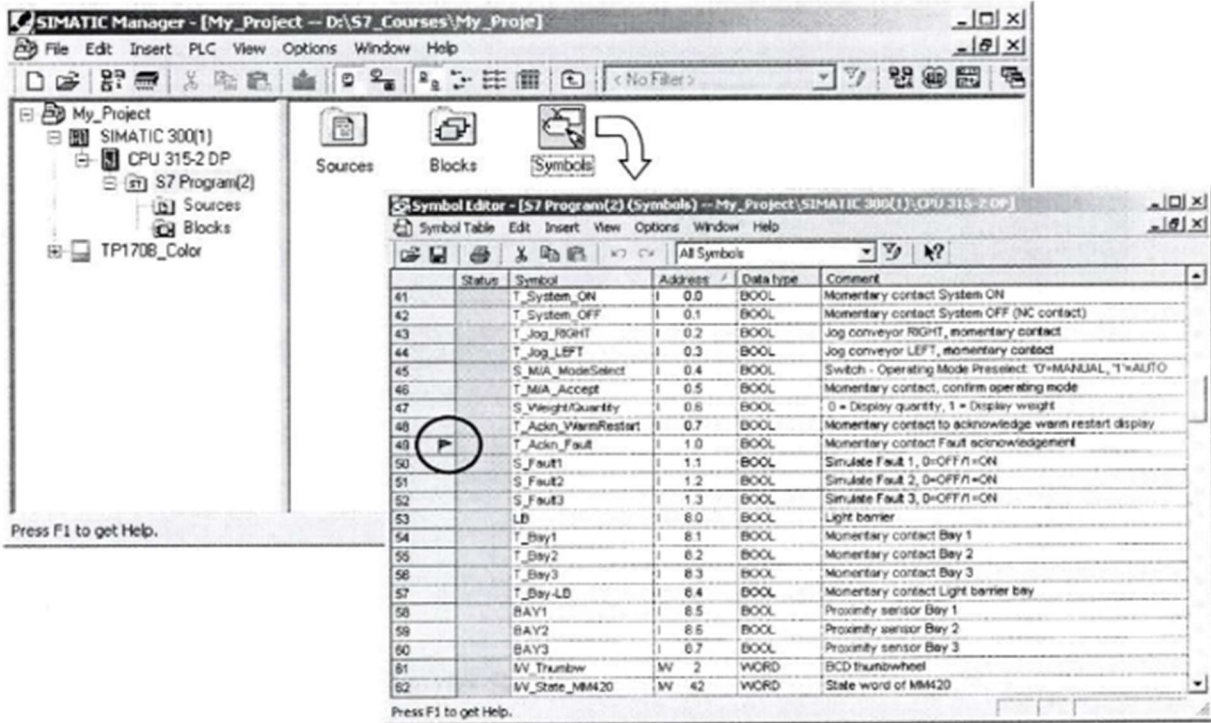 SIMATIC Manager - [My_Project -- D:\S7_Courses\My_Proje]
File Edit Insert PLC View Options Window Help
< No Filter >
My_Project
SIMATIC 300(1)
CPU 315-2 DP
S7 Program(2)
Sources
Blocks
TP170B_Color
Sources Blocks Symbols
Press F1 to get Help.
Symbol Editor - [S7 Program(2) (Symbols) -- My_Project\SIMATIC 300(1)\CPU 315-2 DP]
Symbol Table Edit Insert View Options Window Help
All Symbols
Status Symbol Address Data type Comment
41 T_System_ON I 0.0 BOOL Momentary contact System ON
42 T_System_OFF I 0.1 BOOL Momentary contact System OFF (NC contact)
43 T_Jog_RIGHT I 0.2 BOOL Jog conveyor RIGHT, momentary contact
44 T_Jog_LEFT I 0.3 BOOL Jog conveyor LEFT, momentary contact
45 S_M/A_ModeSelect I 0.4 BOOL Switch - Operating Mode Preselect: '0'=MANUAL, '1'=AUTO
46 T_M/A_Accept I 0.5 BOOL Momentary contact, confirm operating mode
47 S_Weight/Quantity I 0.6 BOOL 0 = Display quantity, 1 = Display weight
48 T_Ackn_WarmRestart I 0.7 BOOL Momentary contact to acknowledge warm restart display
49 T_Ackn_Fault I 1.0 BOOL Momentary contact Fault acknowledgement
50 S_Fault1 I 1.1 BOOL Simulate Fault 1, 0=OFF/1=ON
51 S_Fault2 I 1.2 BOOL Simulate Fault 2, 0=OFF/1=ON
52 S_Fault3 I 1.3 BOOL Simulate Fault 3, 0=OFF/1=ON
53 LB I 8.0 BOOL Light barrier
54 T_Bay1 I 8.1 BOOL Momentary contact Bay 1
55 T_Bay2 I 8.2 BOOL Momentary contact Bay 2
56 T_Bay3 I 8.3 BOOL Momentary contact Bay 3
57 T_Bay-LB I 8.4 BOOL Momentary contact Light barrier bay
58 BAY1 I 8.5 BOOL Proximity sensor Bay 1
59 BAY2 I 8.6 BOOL Proximity sensor Bay 2
60 BAY3 I 8.7 BOOL Proximity sensor Bay 3
61 IW_Thumbw IW 2 WORD BCD thumbwheel
62 IW_State_MM420 IW 42 WORD State word of MM420
Press F1 to get Help.